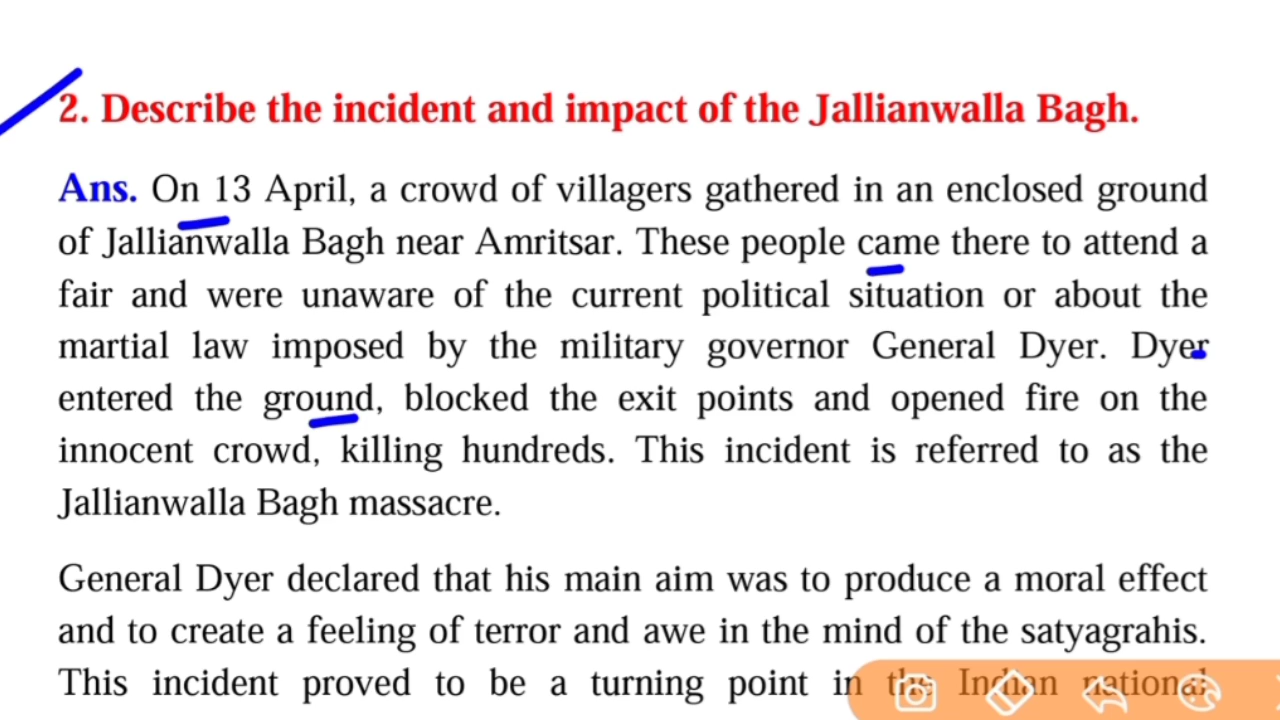 2. Describe the incident and impact of the Jallianwalla Bagh.
Ans. On 13 April, a crowd of villagers gathered in an enclosed ground
of Jallianwalla Bagh near Amritsar. These people came there to attend a
fair and were unaware of the current political situation or about the
martial law imposed by the military governor General Dyer. Dyer
entered the ground, blocked the exit points and opened fire on the
innocent crowd, killing hundreds. This incident is referred to as the
Jallianwalla Bagh massacre.
General Dyer declared that his main aim was to produce a moral effect
and to create a feeling of terror and awe in the mind of the satyagrahis.
This incident proved to be a turning point in the Indian national